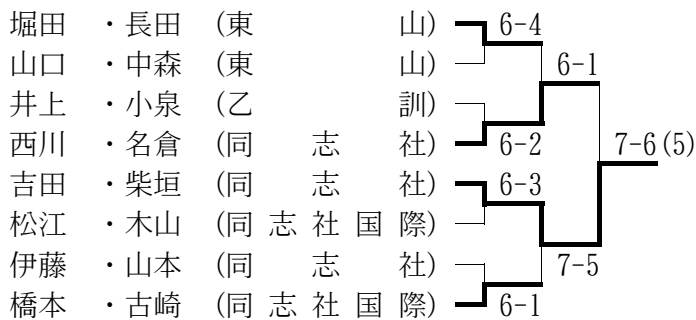 堀田 ・長田 (東 山) 6-4
山口 ・中森 (東 山) 6-1
井上 ・小泉 (乙 訓)
西川 ・名倉 (同 志 社) 6-2 7-6(5)
吉田 ・柴垣 (同 志 社) 6-3
松江 ・木山 (同 志 社 国 際)
伊藤 ・山本 (同 志 社) 7-5
橋本 ・古崎 (同 志 社 国 際) 6-1